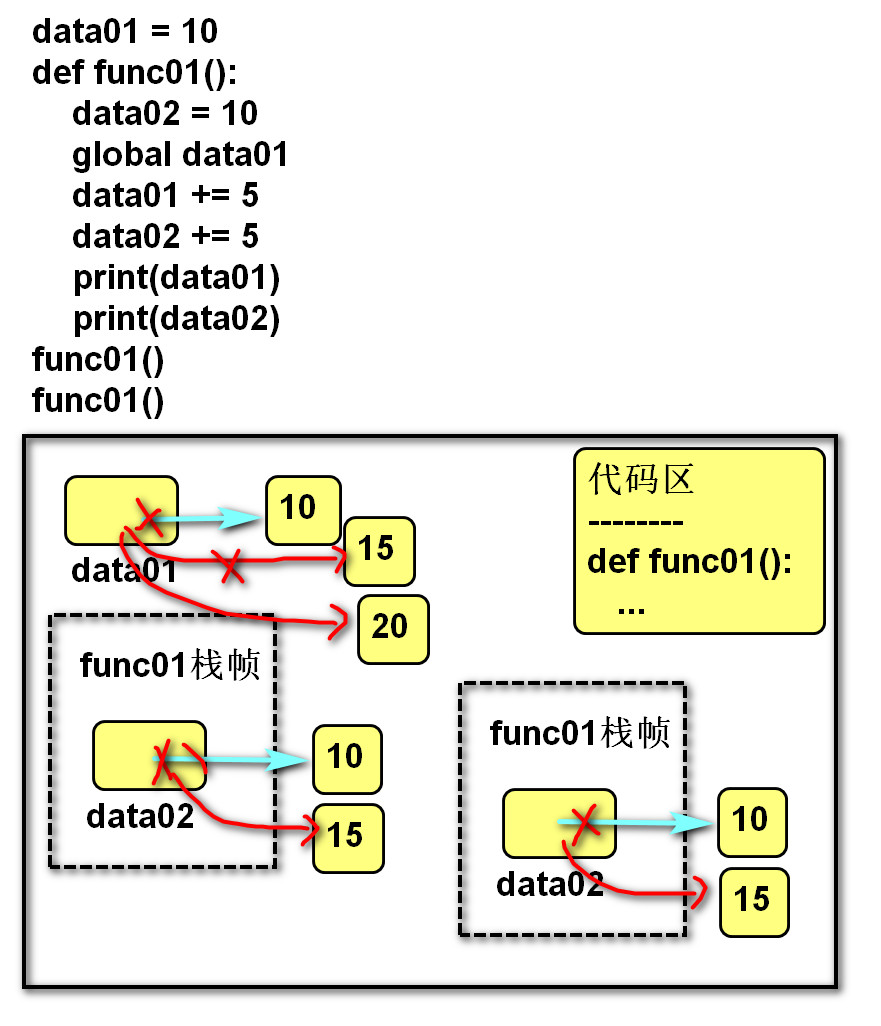 data01 = 10
def func01():
    data02 = 10
    global data01
    data01 += 5
    data02 += 5
    print(data01)
    print(data02)
func01()
func01()
10
15
data01
20
代码区
--------
def func01():
...
func01栈帧
10
data02
15
func01栈帧
10
data02
15